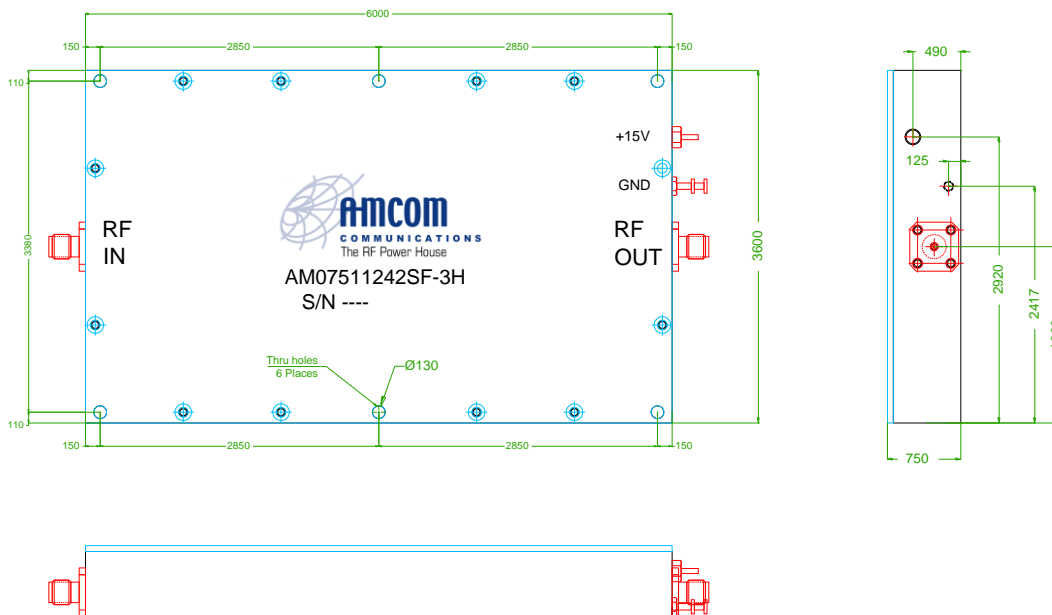 6000
150
2850
2850
150
110
490
+15V
125
GND
AMCOM
COMMUNICATIONS
The RF Power House
RF
IN
RF
OUT
3380
3600
2920
2417
AM07511242SF-3H
S/N ----
Thru holes
6 Places
Ø130
110
150
2850
2850
150
750